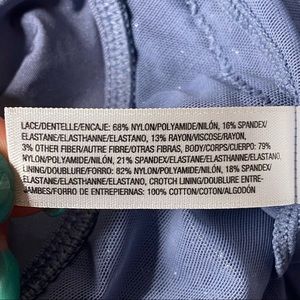 LACE/DENTELLE/ENCAJE: 68% NYLON/POLYAMIDE/NILÓN, 16% SPANDEX/
ELASTANE/ELASTHANNE/ELASTANO, 13% RAYON/VISCOSE/RAYON,
3% OTHER FIBER/AUTRE FIBRE/OTRAS FIBRAS, BODY/CORPS/CUERPO: 79%
NYLON/POLYAMIDE/NILÓN, 21% SPANDEX/ELASTANE/ELASTHANNE/ELASTANO,
LINING/DOUBLURE/FORRO: 82% NYLON/POLYAMIDE/NILÓN, 18% SPANDEX/
ELASTANE/ELASTHANNE/ELASTANO, CROTCH LINING/DOUBLURE ENTRE-
JAMBES/FORRO DE ENTREPIERNAS: 100% COTTON/COTON/ALGODÓN